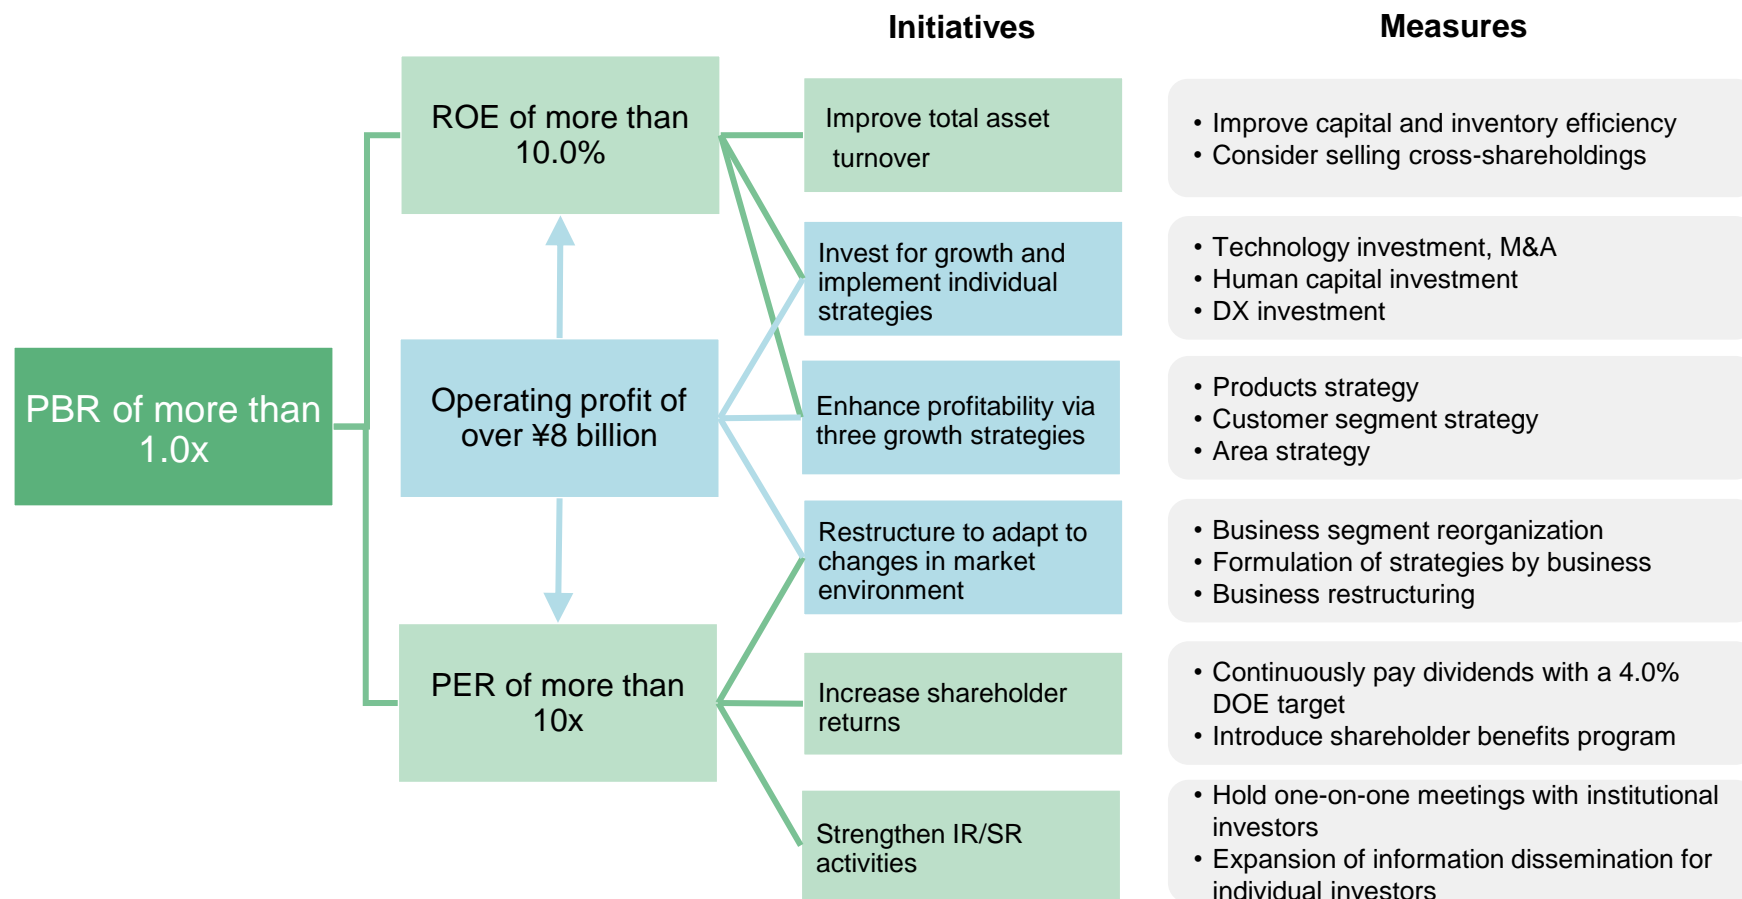 Initiatives
Measures
PBR of more than
1.0x
ROE of more than
10.0%
Operating profit of
over ¥8 billion
PER of more than
10x
Improve total asset
turnover
• Improve capital and inventory efficiency
• Consider selling cross-shareholdings
Invest for growth and
implement individual
strategies
• Technology investment, M&A
• Human capital investment
• DX investment
Enhance profitability via
three growth strategies
• Products strategy
• Customer segment strategy
• Area strategy
Restructure to adapt to
changes in market
environment
• Business segment reorganization
• Formulation of strategies by business
• Business restructuring
Increase shareholder
returns
• Continuously pay dividends with a 4.0%
DOE target
• Introduce shareholder benefits program
Strengthen IR/SR
activities
• Hold one-on-one meetings with institutional
investors
• Expansion of information dissemination for
individual investors